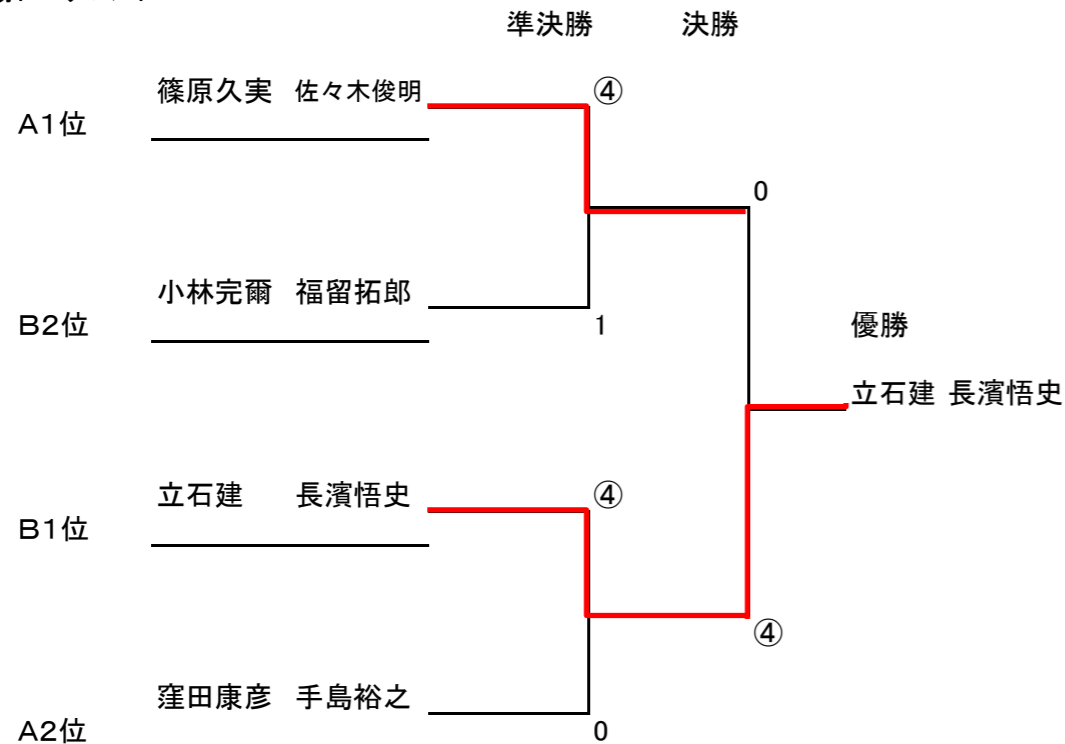 準決勝 決勝
篠原久実 佐々木俊明 ④
A1位
0
小林完爾 福留拓郎
B2位 1 優勝
立石建 長濱悟史
立石建 長濱悟史 ④
B1位
④
窪田康彦 手島裕之
A2位 0